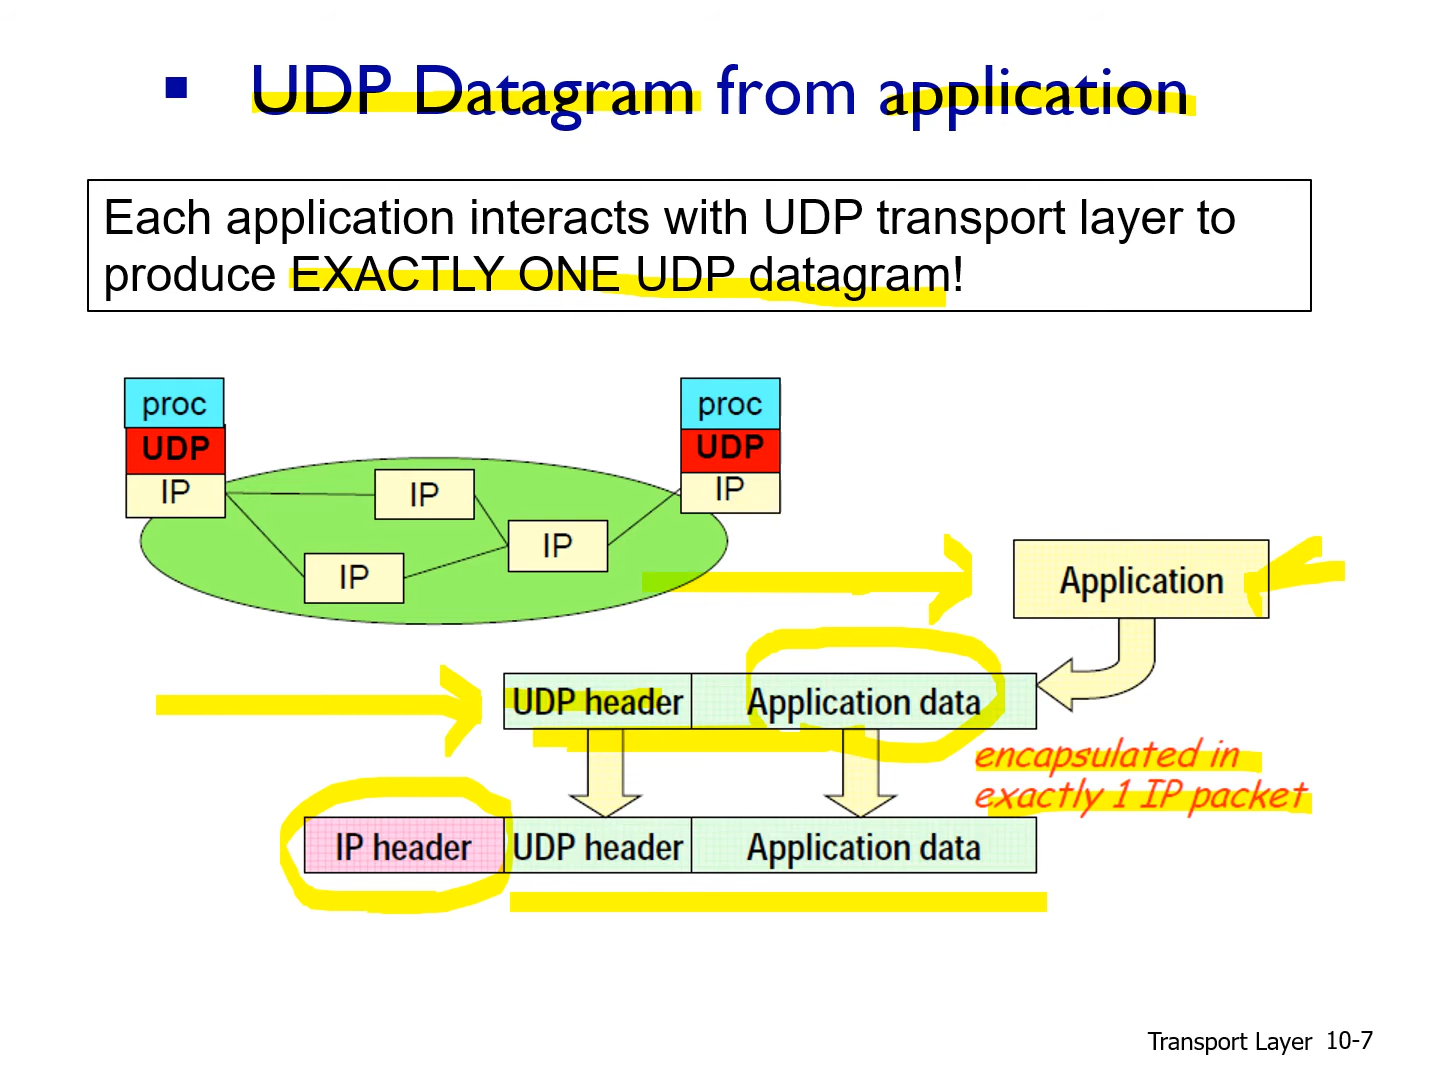 ▪ UDP Datagram from application
Each application interacts with UDP transport layer to
produce EXACTLY ONE UDP datagram!
proc
UDP
IP
proc
UDP
IP
IP
IP
IP
Application
UDP header
Application data
encapsulated in
exactly 1 IP packet
IP header
UDP header
Application data
Transport Layer 10-7